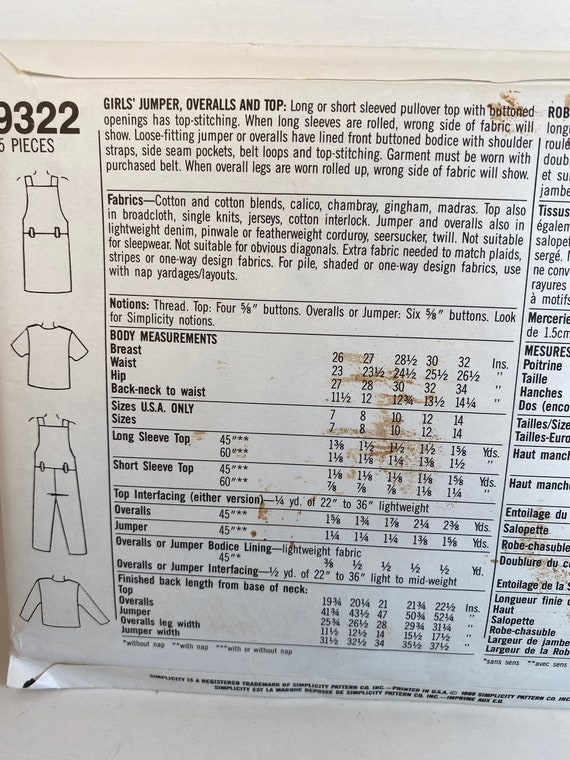 9322
5 PIECES
GIRLS' JUMPER, OVERALLS AND TOP: Long or short sleeved pullover top with buttoned
openings has top-stitching. When long sleeves are rolled, wrong side of fabric will
show. Loose-fitting jumper or overalls have lined front buttoned bodice with shoulder
straps, side seam pockets, belt loops and top-stitching. Garment must be worn with
purchased belt. When overall legs are worn rolled up, wrong side of fabric will show.
Fabrics—Cotton and cotton blends, calico, chambray, gingham, madras. Top also
in broadcloth, single knits, jerseys, cotton interlock. Jumper and overalls also in
lightweight denim, pinwale or featherweight corduroy, seersucker, twill. Not suitable
for sleepwear. Not suitable for obvious diagonals. Extra fabric needed to match plaids,
stripes or one-way design fabrics. For pile, shaded or one-way design fabrics, use
with nap yardages/layouts.
Notions: Thread. Top: Four 5/8" buttons. Overalls or Jumper: Six 5/8" buttons. Look
for Simplicity notions.
BODY MEASUREMENTS
Breast 26 27 28½ 30 32 Ins.
Waist 23 23½ 24½ 25½ 26½ "
Hip 27 28 30 32 34 "
Back-neck to waist 11½ 12 12¾ 13½ 14¼ "
Sizes U.S.A. ONLY 7 8 10 12 14
Sizes 7 8 10 12 14
Long Sleeve Top 45"** 1⅜ 1½ 1½ 1½ 1⅝ Yds.
60"** 1⅛ 1⅛ 1¼ 1⅜ 1½ "
Short Sleeve Top 45"** 1⅛ 1⅛ 1⅛ 1⅛ 1⅝ Yds.
60"** ⅞ ⅞ ⅞ 1⅛ 1¼ "
Top Interfacing (either version)—¼ yd. of 22" to 36" lightweight
Overalls 45"** 1⅝ 1¾ 1⅞ 2¼ 2⅜ Yds.
Jumper 45"** 1¼ 1¼ 1¼ 1⅜ 1⅝ Yds.
Overalls or Jumper Bodice Lining—lightweight fabric
45"** ⅜ ½ ½ ½ ½ Yd.
Overalls or Jumper Interfacing—½ yd. of 22" to 36" light to mid-weight
Finished back length from base of neck:
Top 19¾ 20¼ 21 21¾ 22½ Ins.
Overalls 41¾ 43½ 47 50¾ 52¼ "
Jumper 25¾ 26½ 28 29¾ 31¼ "
Overalls leg width 11½ 12½ 14 15½ 17½ "
Jumper width 31½ 32½ 34 35½ 37½ "
*without nap **with nap ***with or without nap
SIMPLICITY IS A REGISTERED TRADEMARK OF SIMPLICITY PATTERN CO. INC.—PRINTED IN U.S.A. © 1989 SIMPLICITY PATTERN CO. INC.
SIMPLICITY EST LA MARQUE DEPOSEE DE SIMPLICITY PATTERN CO. INC.—IMPRIME AUX E.U.
ROB
longu
roulé
doub
et su
jambe
Tissus
égalem
salopet
sergé. N
ne conv
rayures
à motifs
Mercerie
de 1.5cm
MESURES
Poitrine
Taille
Hanches
Dos (enco
Tailles/Size
Tailles-Euro
Haut manch
Haut manch
Entoilage du
Salopette
Robe-chasuble
Doublure du co
Entoilage de la S
Longueur finie d
Haut
Salopette
Robe-chasuble
Largeur de jambe
Largeur de la Rob
*sans sens **avec sen